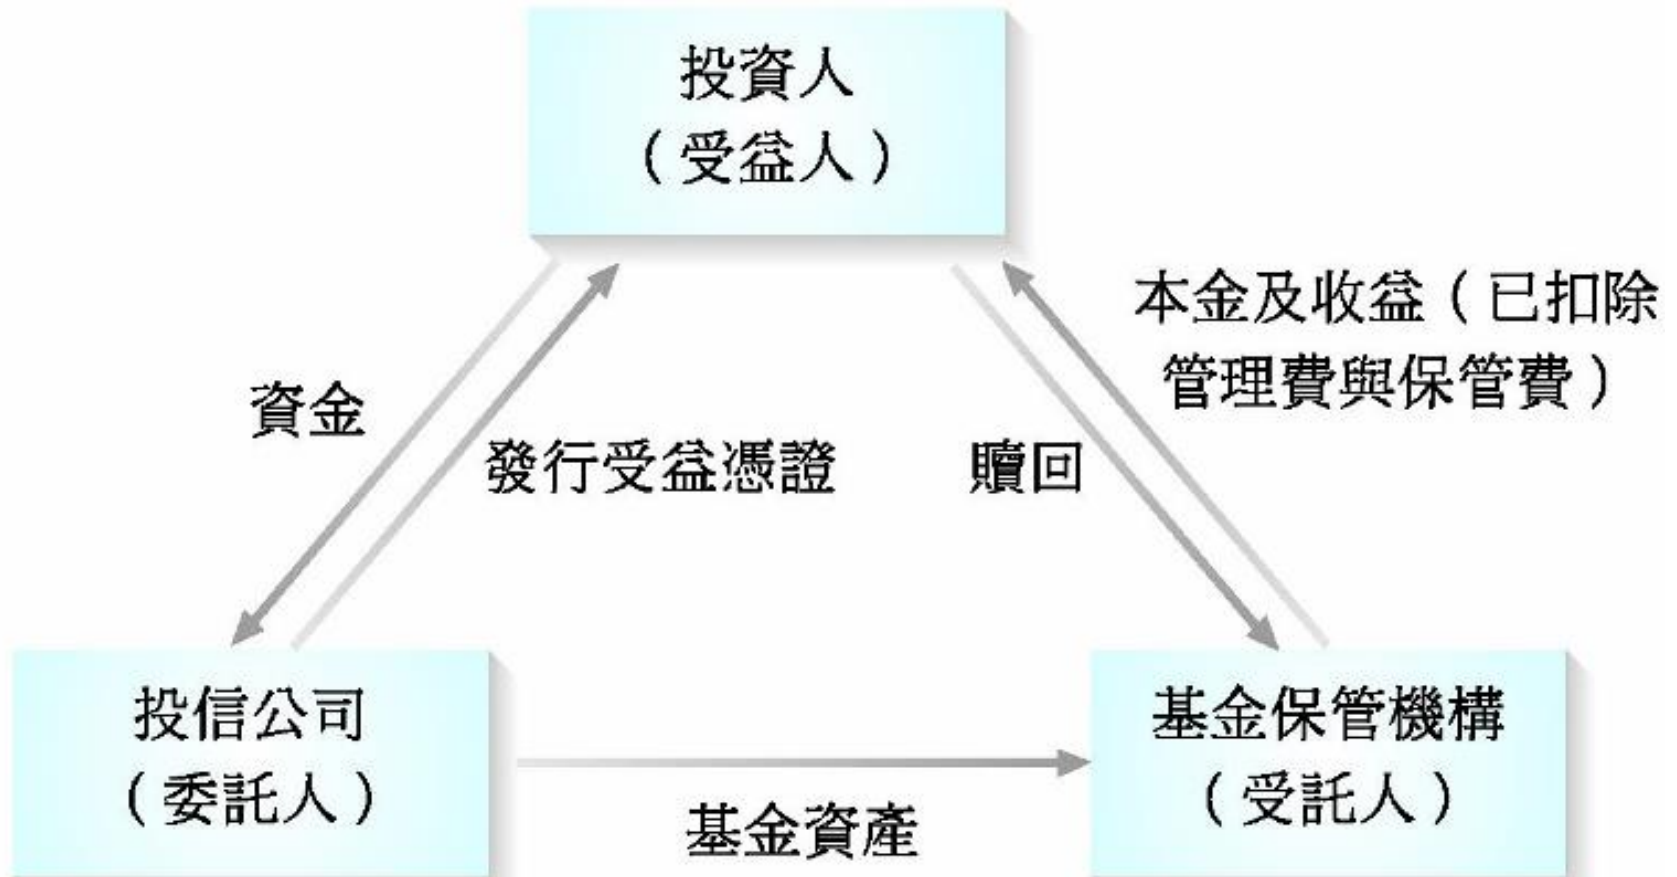 投資人
（受益人）
本金及收益（已扣除
管理費與保管費）
資金
發行受益憑證
贖回
投信公司
（委託人）
基金保管機構
（受託人）
基金資產